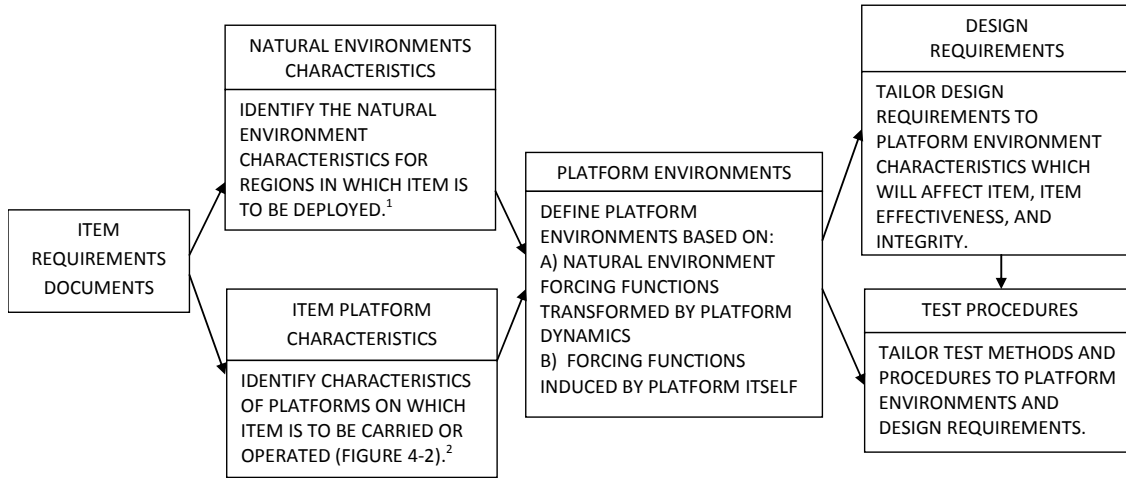 ITEM
REQUIREMENTS
DOCUMENTS
NATURAL ENVIRONMENTS
CHARACTERISTICS
IDENTIFY THE NATURAL
ENVIRONMENT
CHARACTERISTICS FOR
REGIONS IN WHICH ITEM IS
TO BE DEPLOYED.¹
ITEM PLATFORM
CHARACTERISTICS
IDENTIFY CHARACTERISTICS
OF PLATFORMS ON WHICH
ITEM IS TO BE CARRIED OR
OPERATED (FIGURE 4-2).²
PLATFORM ENVIRONMENTS
DEFINE PLATFORM
ENVIRONMENTS BASED ON:
A) NATURAL ENVIRONMENT
FORCING FUNCTIONS
TRANSFORMED BY PLATFORM
DYNAMICS
B) FORCING FUNCTIONS
INDUCED BY PLATFORM ITSELF
DESIGN
REQUIREMENTS
TAILOR DESIGN
REQUIREMENTS TO
PLATFORM ENVIRONMENT
CHARACTERISTICS WHICH
WILL AFFECT ITEM, ITEM
EFFECTIVENESS, AND
INTEGRITY.
TEST PROCEDURES
TAILOR TEST METHODS AND
PROCEDURES TO PLATFORM
ENVIRONMENTS AND
DESIGN REQUIREMENTS.